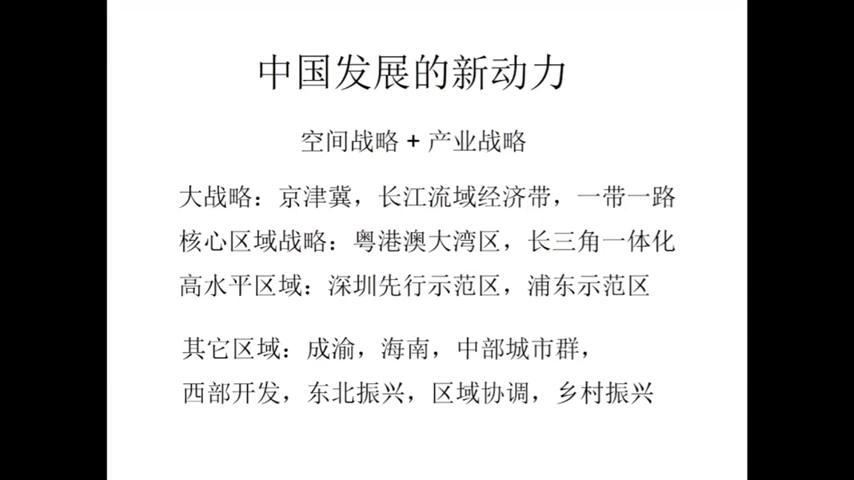 中国发展的新动力
空间战略 + 产业战略
大战略：京津冀，长江流域经济带，一带一路
核心区域战略：粤港澳大湾区，长三角一体化
高水平区域：深圳先行示范区，浦东示范区
其它区域：成渝，海南，中部城市群，
西部开发，东北振兴，区域协调，乡村振兴